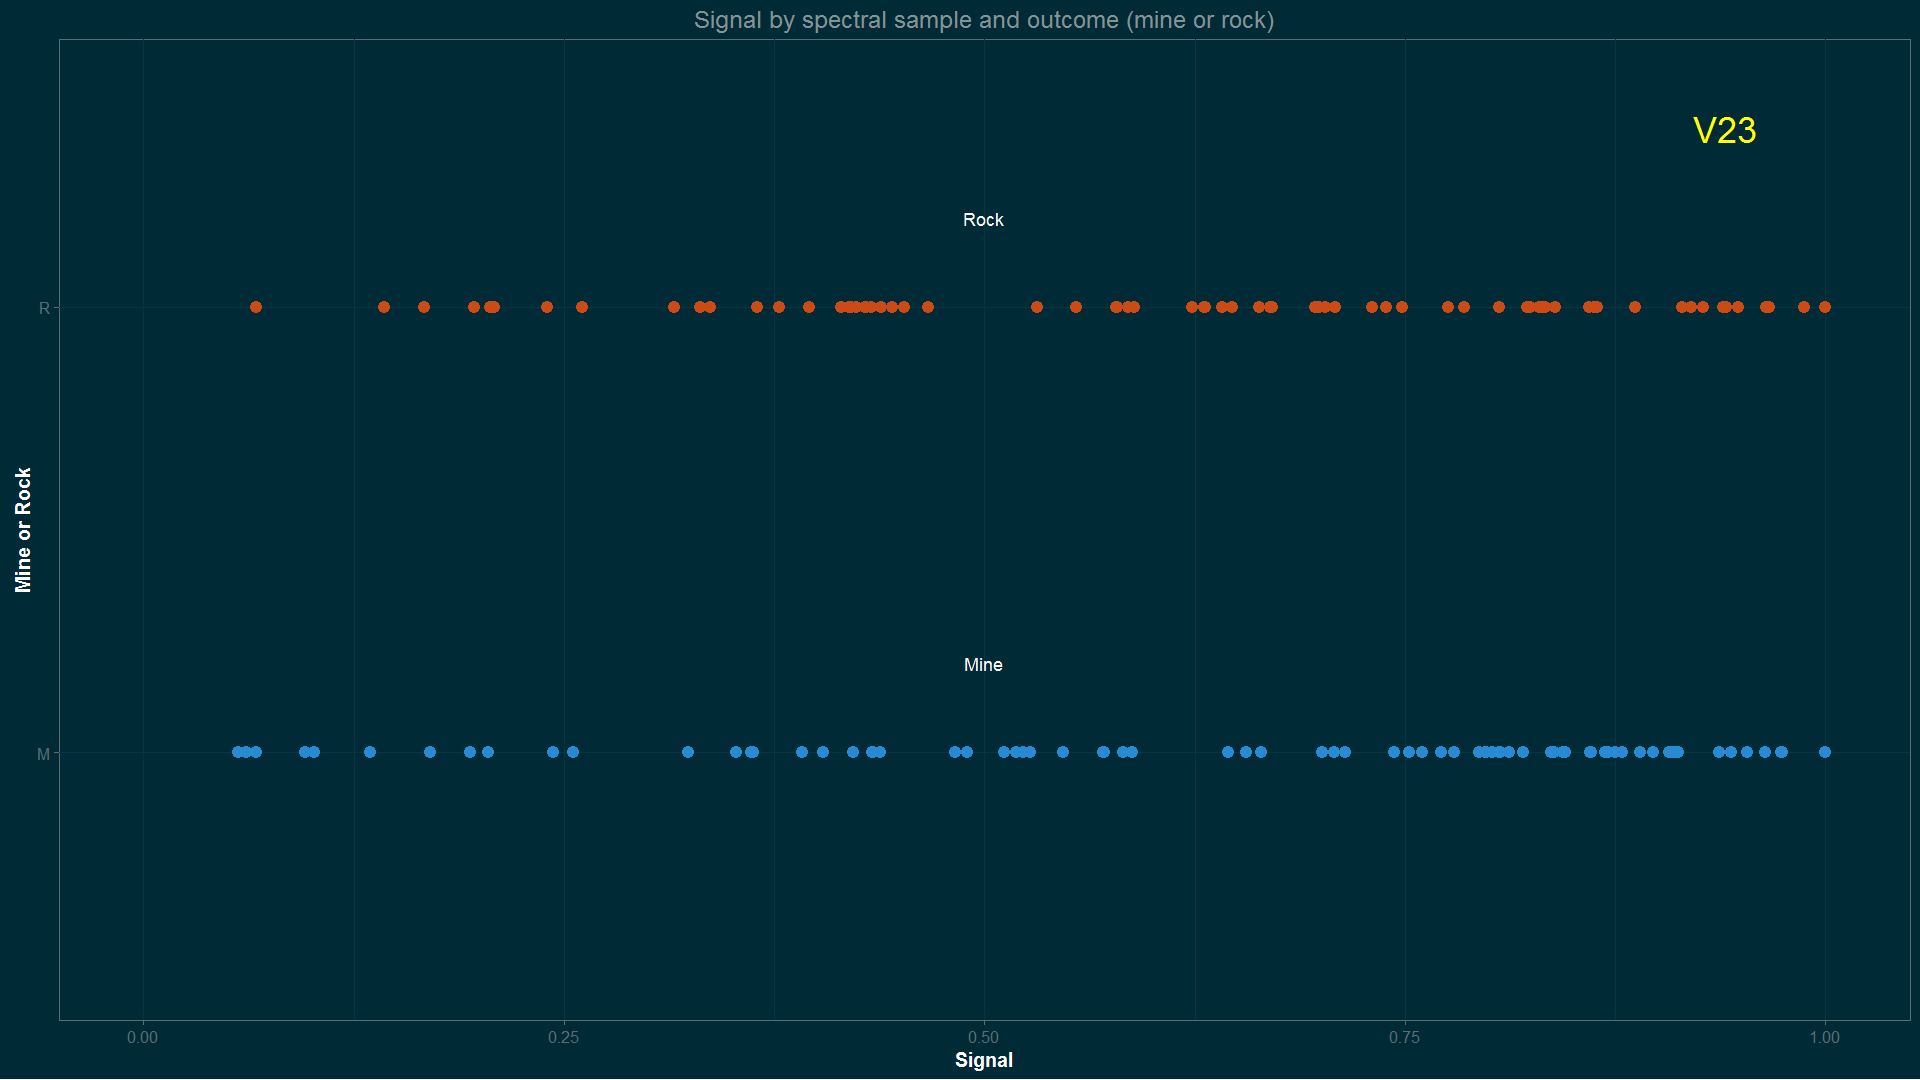 Signal by spectral sample and outcome (mine or rock)
V23
Rock
R
Mine or Rock
Mine
M
0.00 0.25 0.50 0.75 1.00
Signal